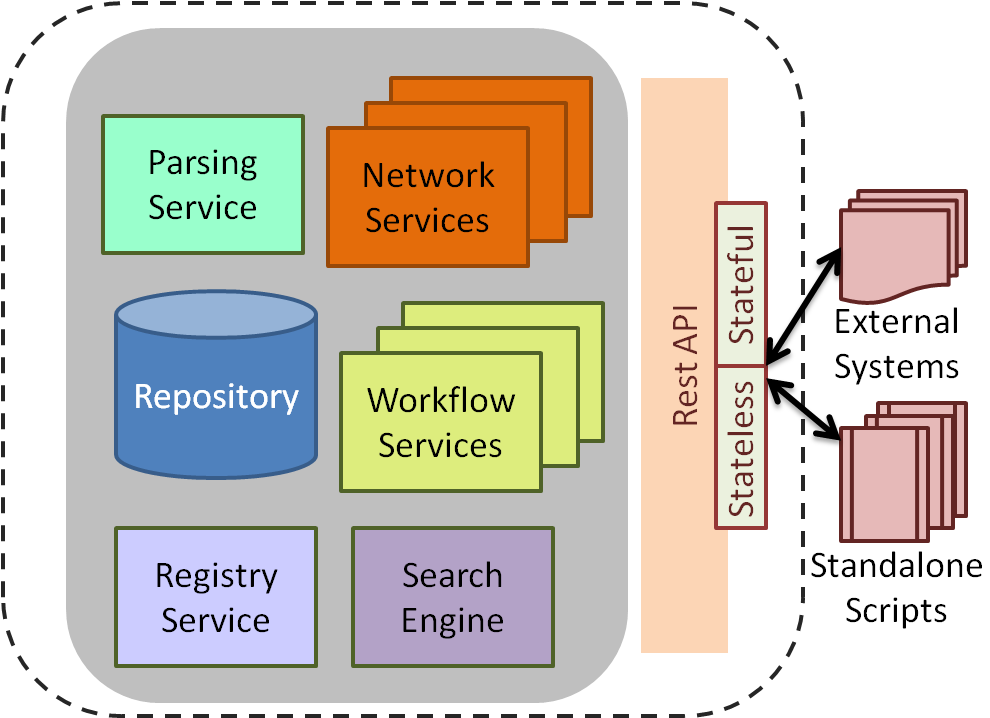 Parsing
Service
Network
Services
Repository
Workflow
Services
Registry
Service
Search
Engine
Rest API
Stateful
Stateless
External
Systems
Standalone
Scripts